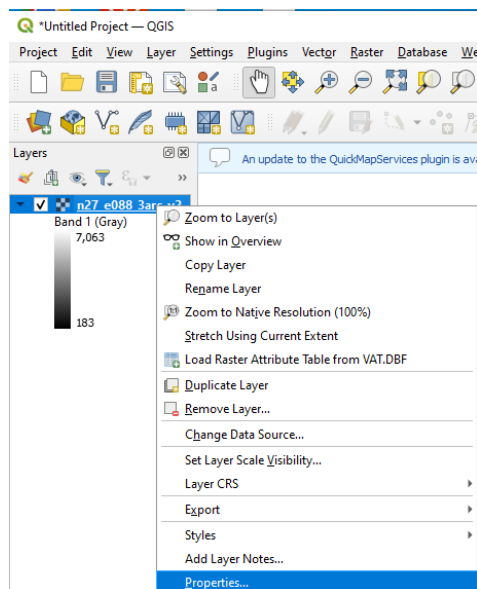 *Untitled Project — QGIS
Project Edit View Layer Settings Plugins Vector Raster Database We
Layers
An update to the QuickMapServices plugin is ava
n27_e088_3arc_v2
Band 1 (Gray)
7,063
183
Zoom to Layer(s)
Show in Overview
Copy Layer
Rename Layer
Zoom to Native Resolution (100%)
Stretch Using Current Extent
Load Raster Attribute Table from VAT.DBF
Duplicate Layer
Remove Layer...
Change Data Source...
Set Layer Scale Visibility...
Layer CRS
Export
Styles
Add Layer Notes...
Properties...